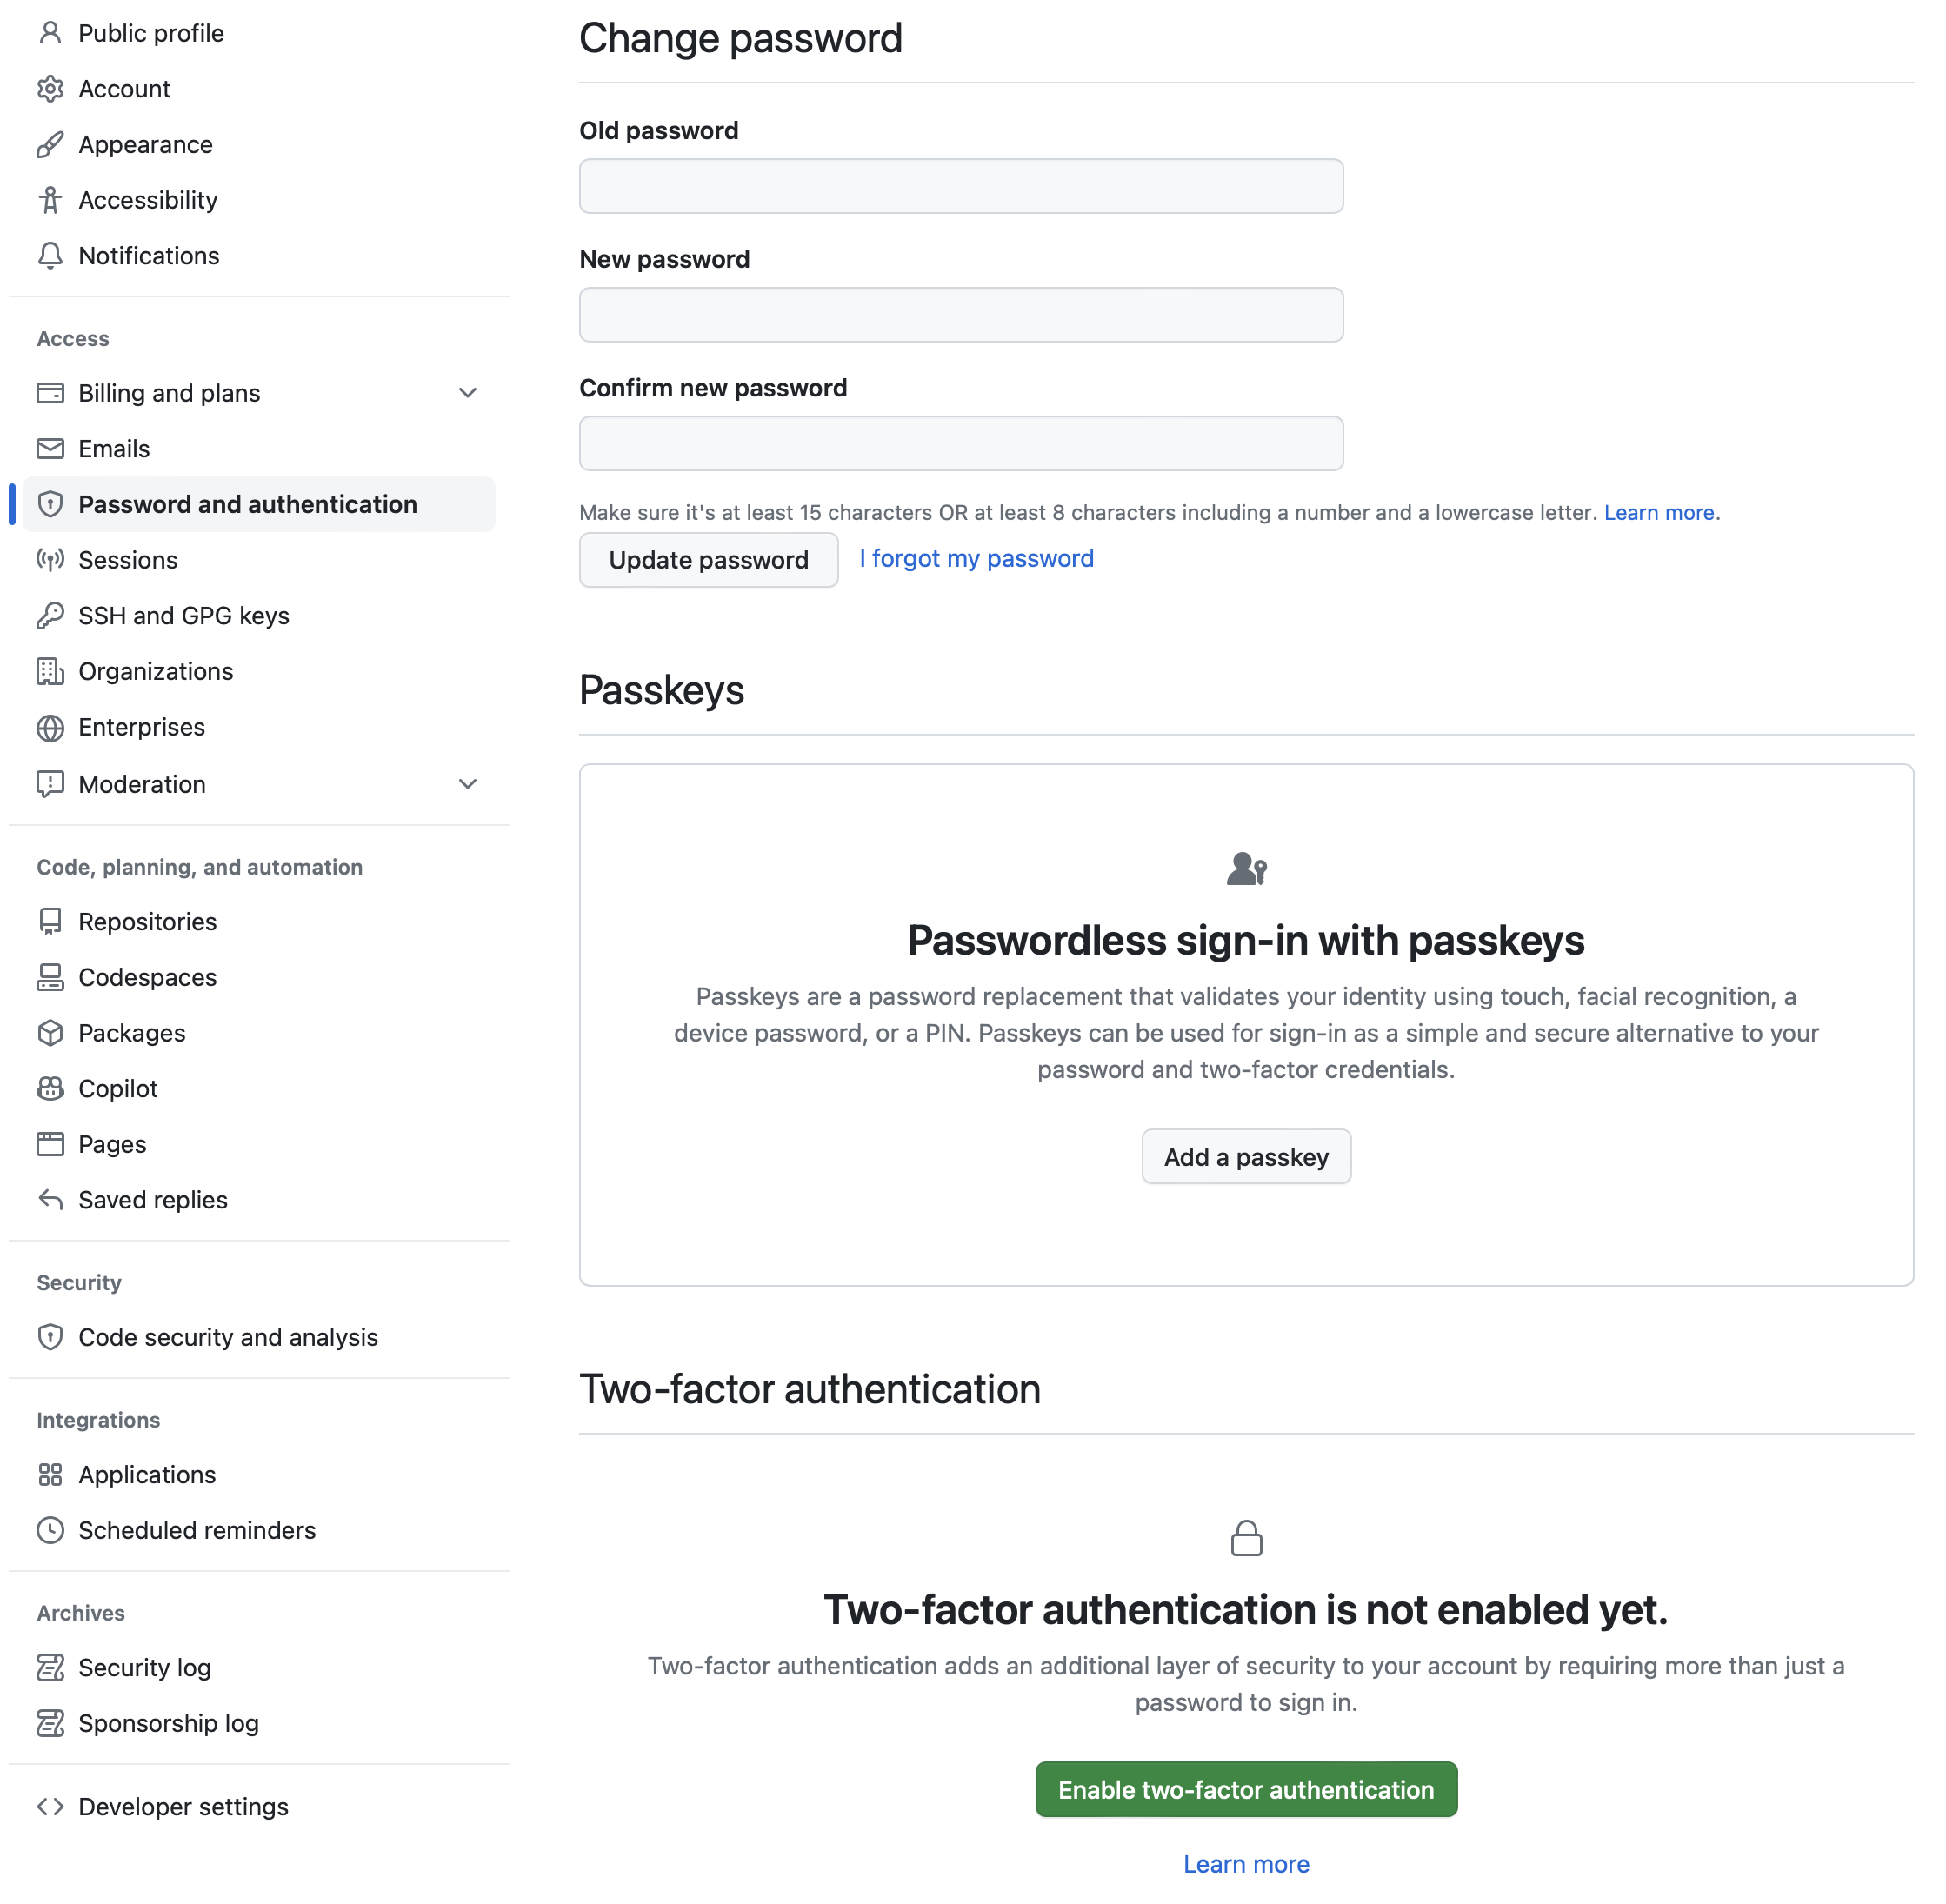 Public profile
Account
Appearance
Accessibility
Notifications
Access
Billing and plans
Emails
Password and authentication
Sessions
SSH and GPG keys
Organizations
Enterprises
Moderation
Code, planning, and automation
Repositories
Codespaces
Packages
Copilot
Pages
Saved replies
Security
Code security and analysis
Integrations
Applications
Scheduled reminders
Archives
Security log
Sponsorship log
Developer settings
Change password
Old password
New password
Confirm new password
Make sure it's at least 15 characters OR at least 8 characters including a number and a lowercase letter. Learn more.
Update password I forgot my password
Passkeys
Passwordless sign-in with passkeys
Passkeys are a password replacement that validates your identity using touch, facial recognition, a
device password, or a PIN. Passkeys can be used for sign-in as a simple and secure alternative to your
password and two-factor credentials.
Add a passkey
Two-factor authentication
Two-factor authentication is not enabled yet.
Two-factor authentication adds an additional layer of security to your account by requiring more than just a
password to sign in.
Enable two-factor authentication
Learn more